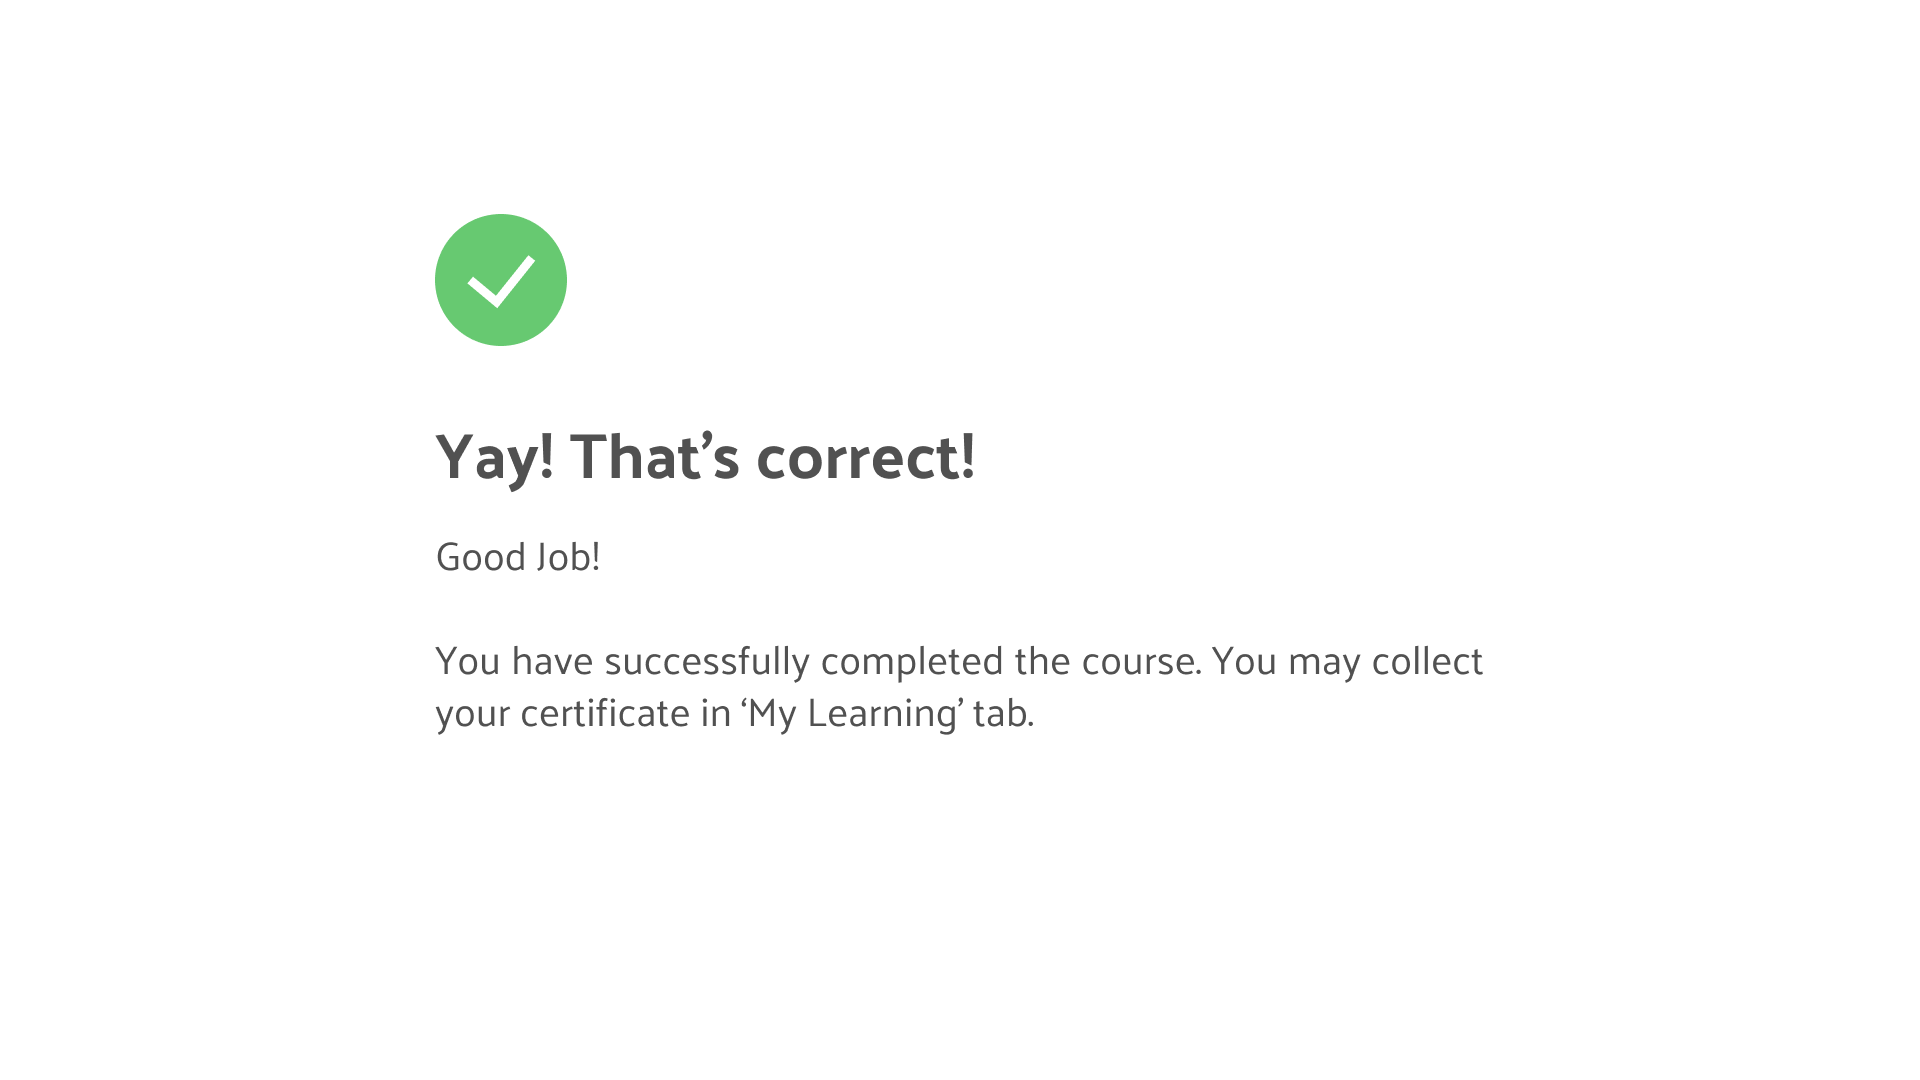 Yay! That’s correct!
Good Job!
You have successfully completed the course. You may collect
your certificate in ‘My Learning’ tab.